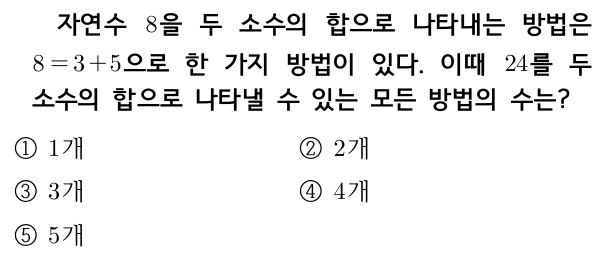 자연수 8을 두 소수의 합으로 나타내는 방법은
8=3+5으로 한 가지 방법이 있다. 이때 24를 두
소수의 합으로 나타낼 수 있는 모든 방법의 수는?
① 1개 ② 2개
③ 3개 ④ 4개
⑤ 5개